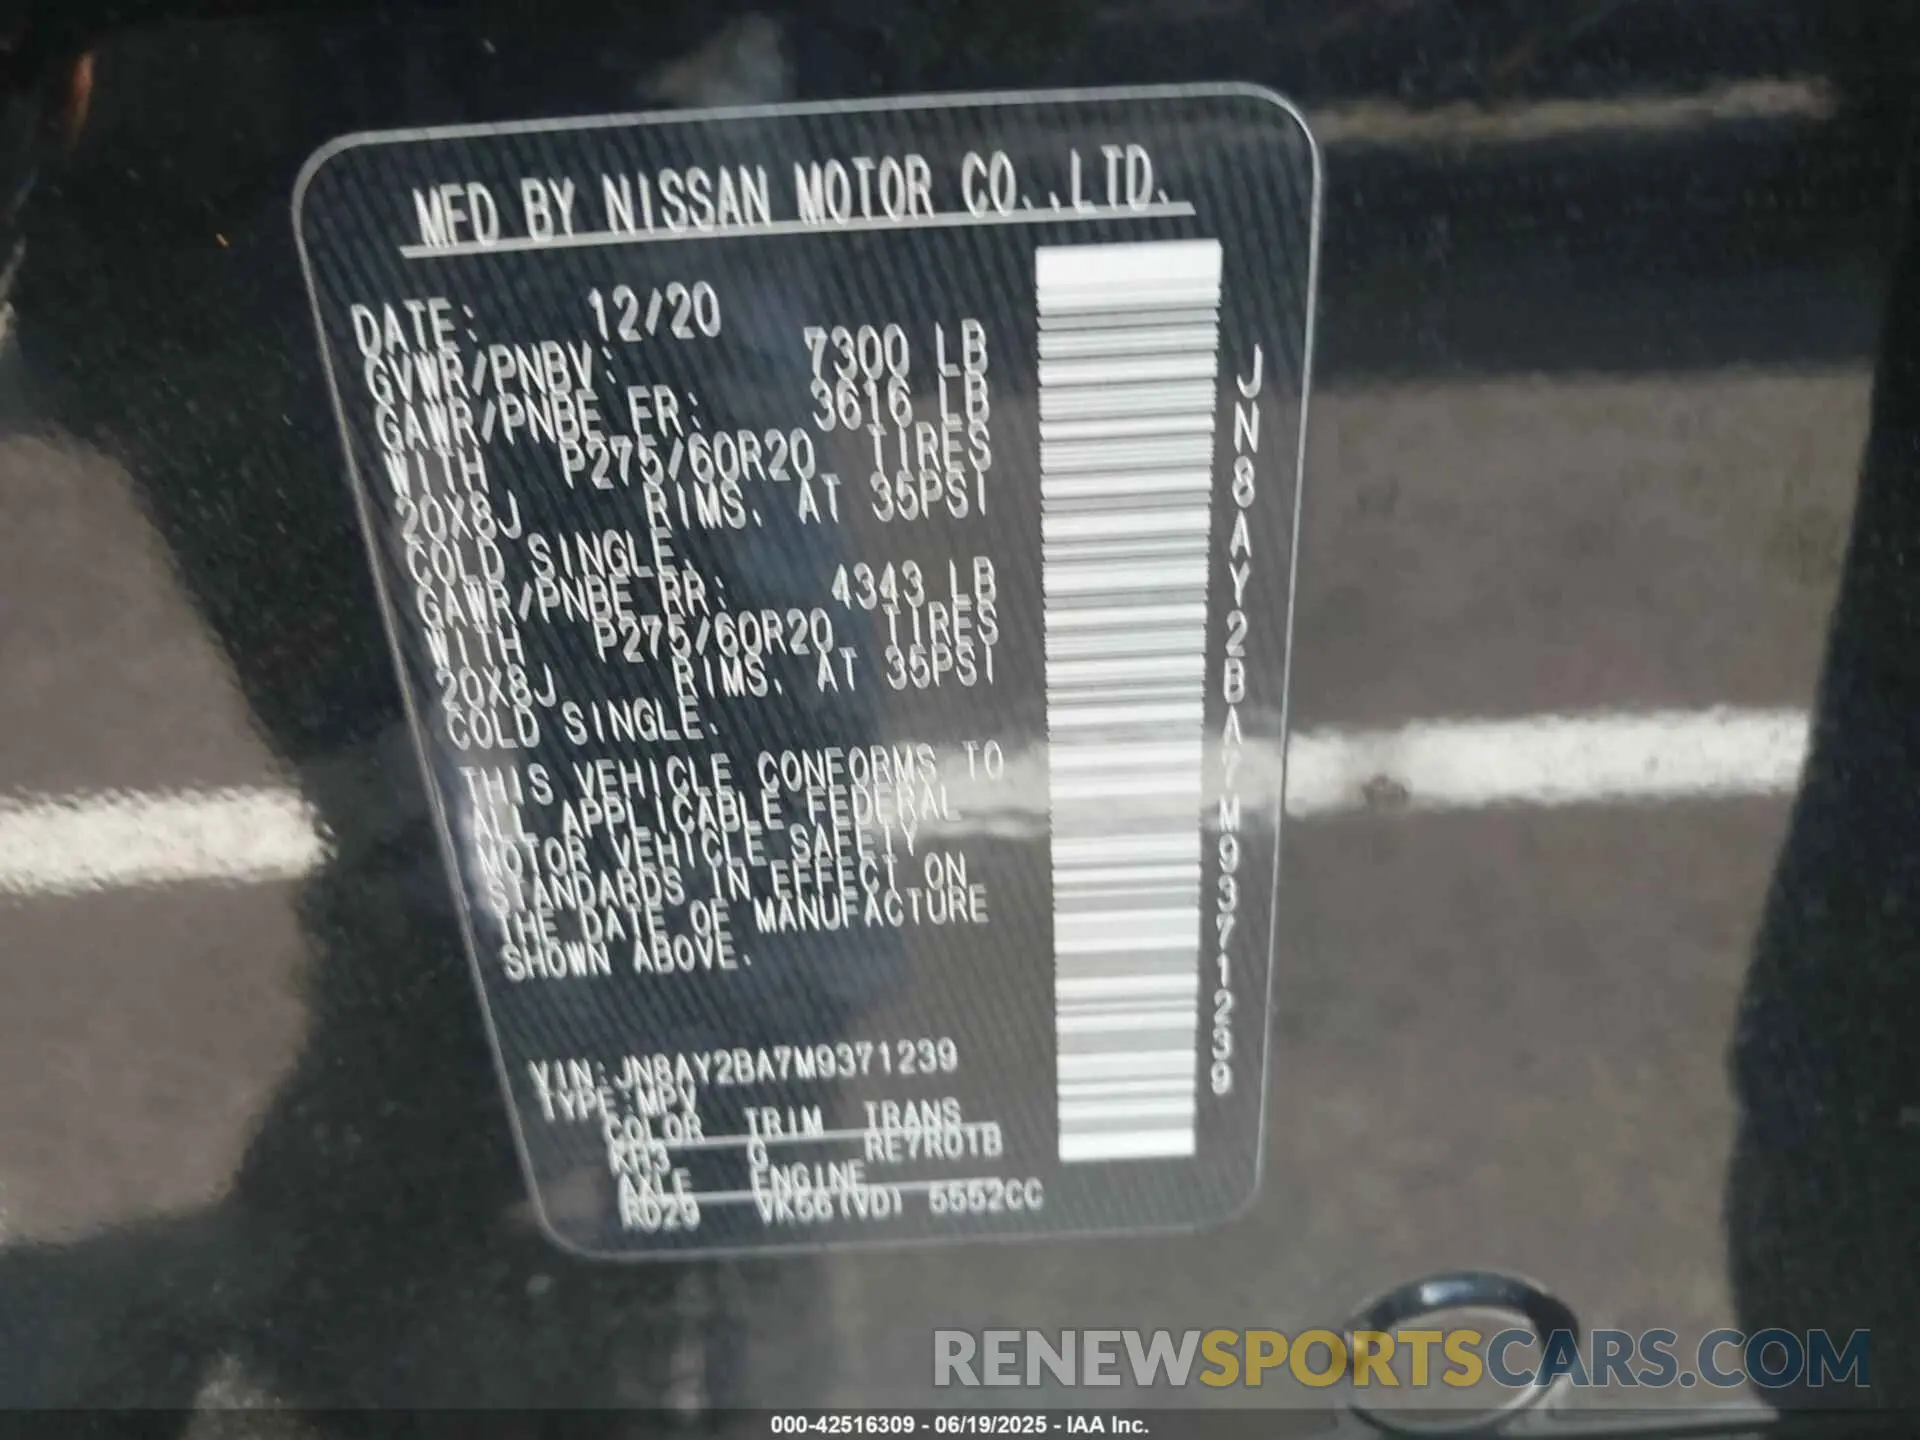 MFD BY NISSAN MOTOR CO.,LTD.
DATE: 12/20
GVWR/PNBV: 7300 LB
GAWR/PNBE FR: 3616 LB
WITH P275/60R20 TIRES
20X8J RIMS. AT 35PSI
COLD SINGLE.
GAWR/PNBE RR: 4343 LB
WITH P275/60R20 TIRES
20X8J RIMS. AT 35PSI
COLD SINGLE.
THIS VEHICLE CONFORMS TO
ALL APPLICABLE FEDERAL
MOTOR VEHICLE SAFETY
STANDARDS IN EFFECT ON
THE DATE OF MANUFACTURE
SHOWN ABOVE.
VIN:JN8AY2BA7M9371239
TYPE:MPV
COLOR TRIM TRANS
KH3 G RE7R01B
AXLE ENGINE
RD29 VK56(VD) 5552CC
JN8AY2BA7M9371239
RENEWSPORTSCARS.COM
000-42516309 - 06/19/2025 - IAA Inc.